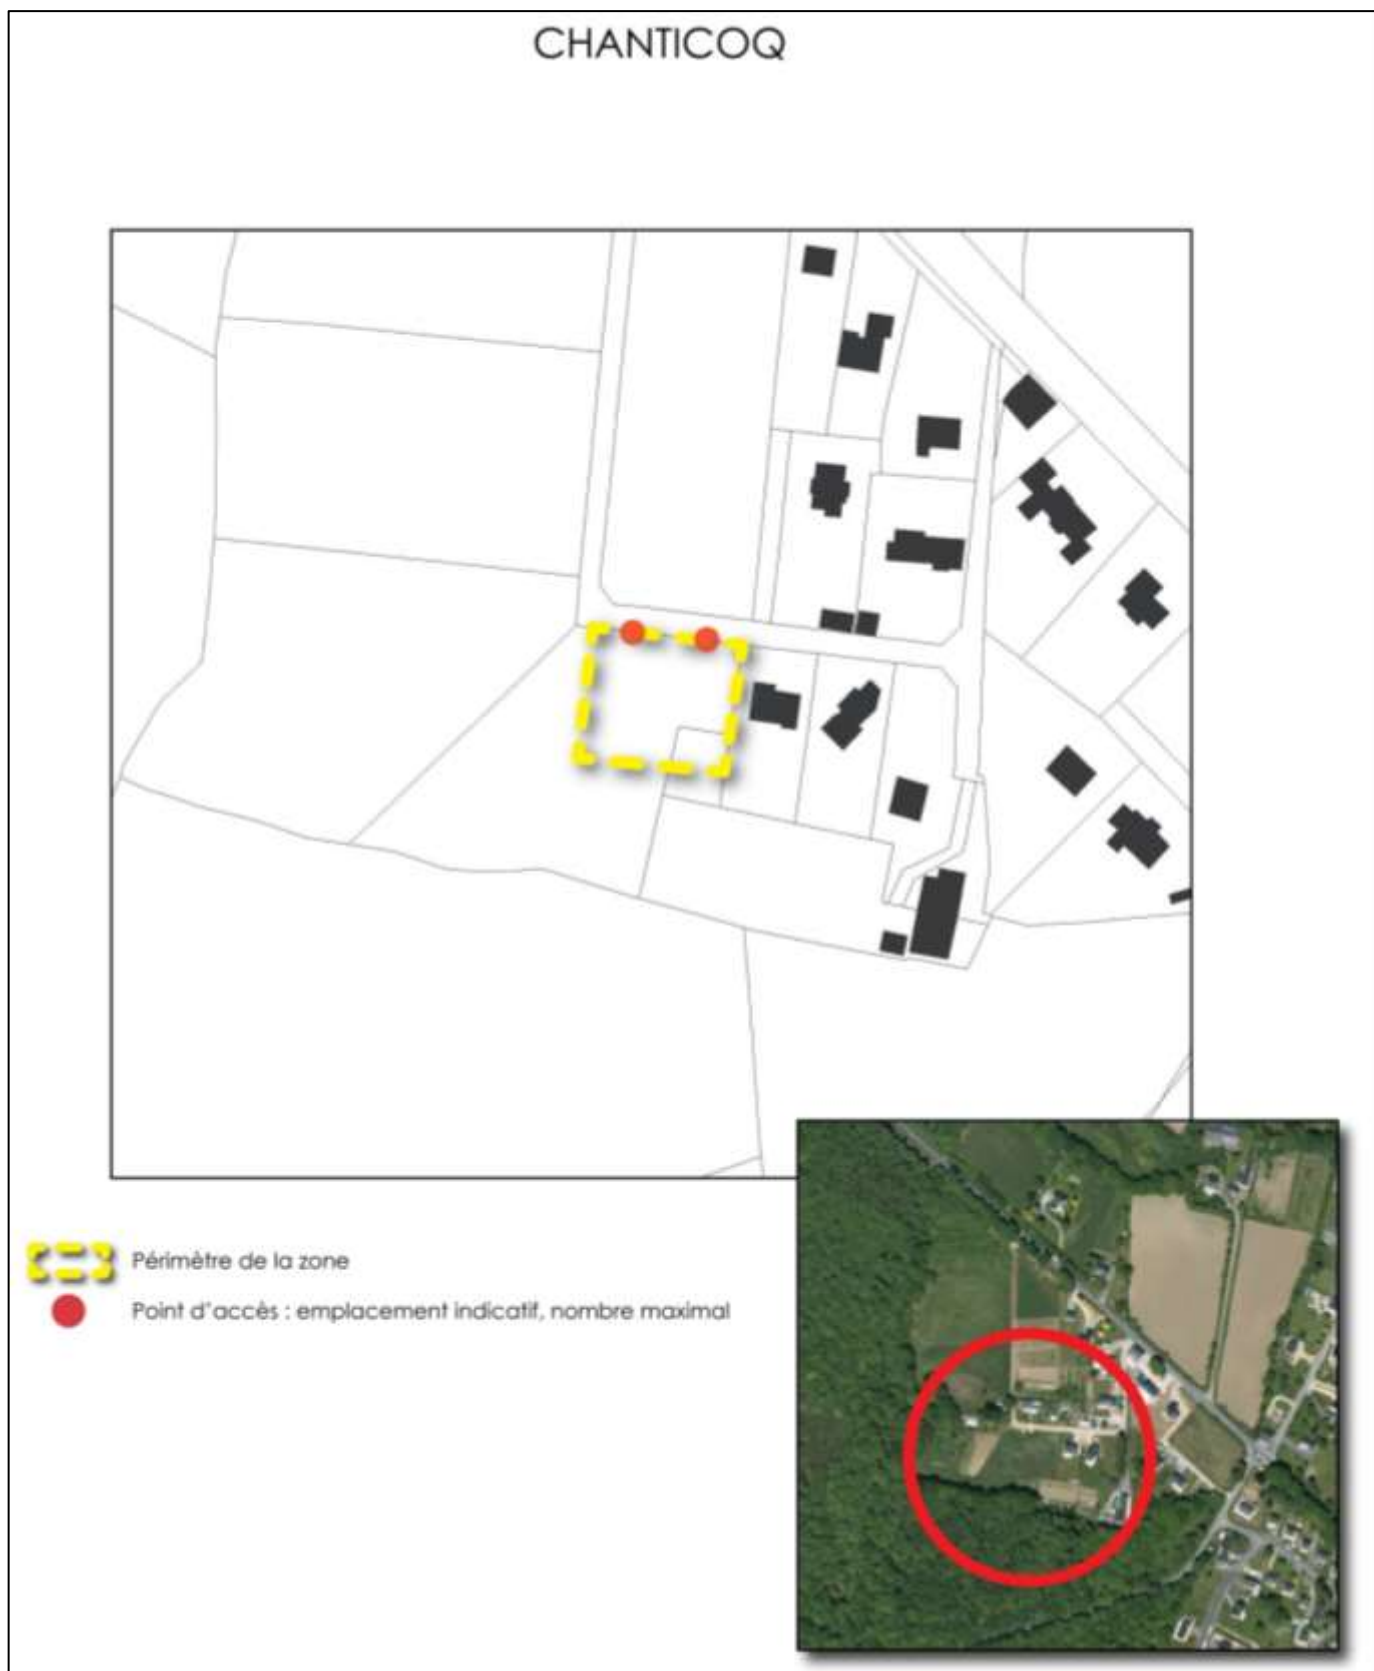 CHANTICOQ
Périmètre de la zone
Point d'accès : emplacement indicatif, nombre maximal